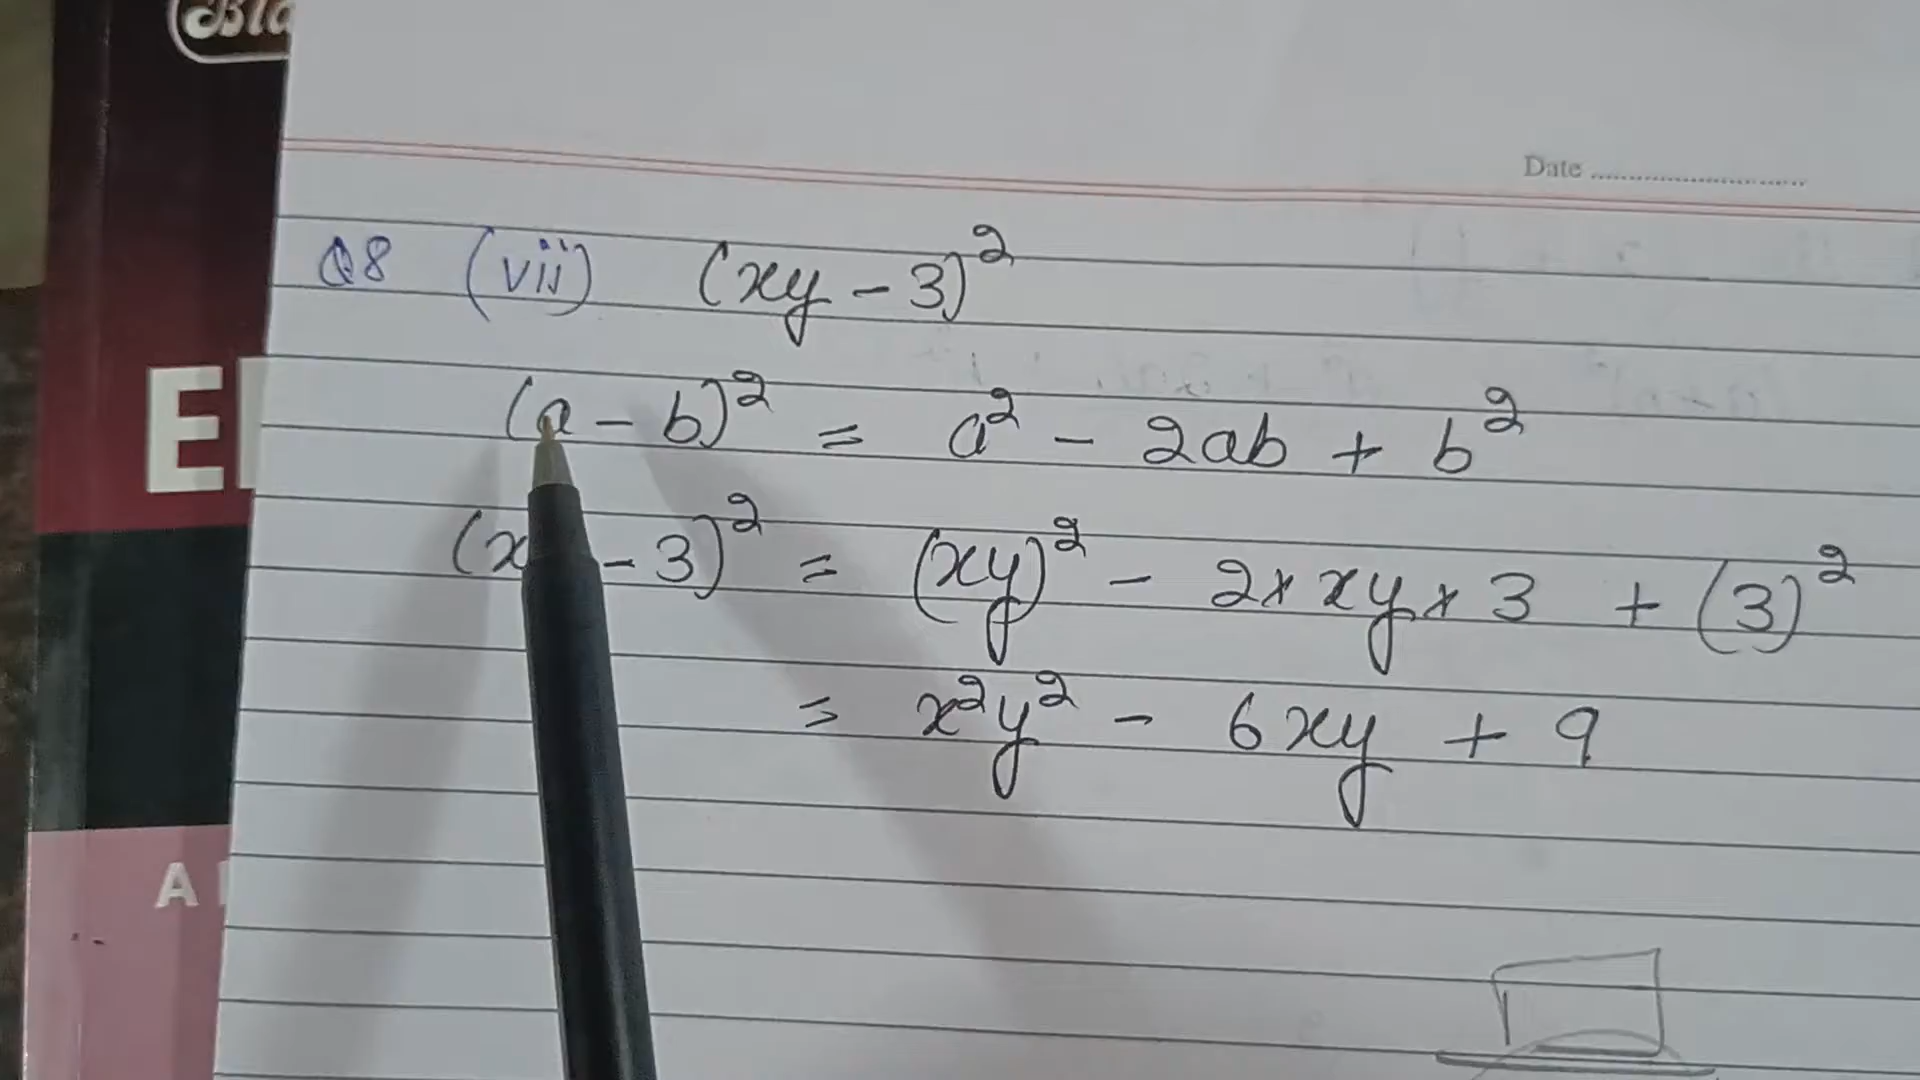 Date
Q8 (vii) (xy - 3)²
(a - b)² = a² - 2ab + b²
(x - 3)² = (xy)² - 2 × xy × 3 + (3)²
= x²y² - 6xy + 9
A